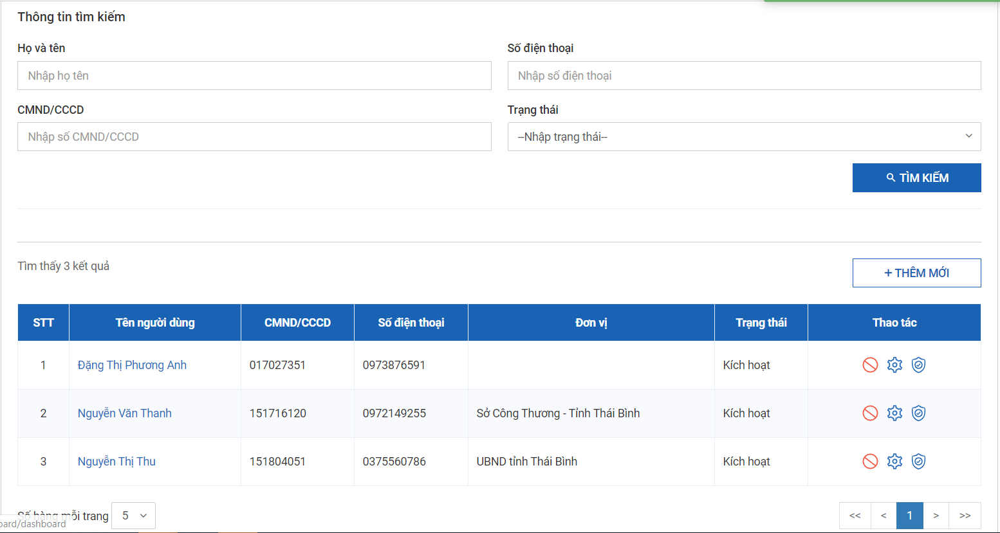 Thông tin tìm kiếm
Họ và tên
Số điện thoại
Nhập họ tên
Nhập số điện thoại
CMND/CCCD
Trạng thái
Nhập số CMND/CCCD
--Nhập trạng thái--
TÌM KIẾM
Tìm thấy 3 kết quả
+ THÊM MỚI
STT Tên người dùng CMND/CCCD Số điện thoại Đơn vị Trạng thái Thao tác
1 Đặng Thị Phương Anh 017027351 0973876591 Kích hoạt
2 Nguyễn Văn Thanh 151716120 0972149255 Sở Công Thương - Tỉnh Thái Bình Kích hoạt
3 Nguyễn Thị Thu 151804051 0375560786 UBND tỉnh Thái Bình Kích hoạt
Số hàng mỗi trang 5 << < 1 > >>
oard/dashboard